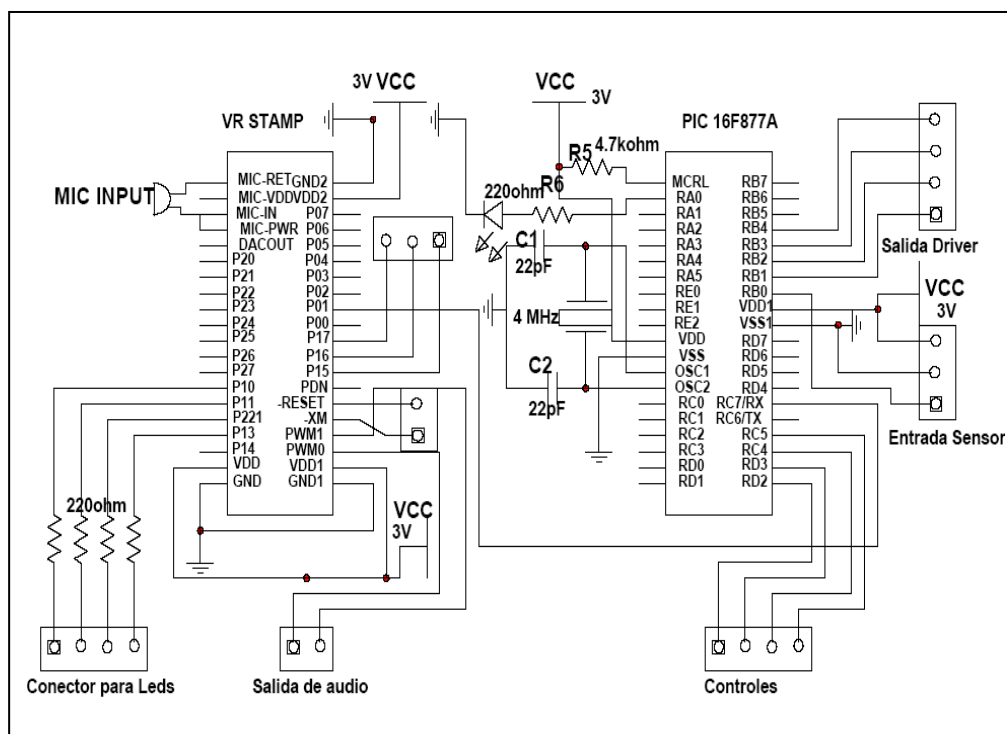 3V VCC
VCC
3V
VR STAMP
PIC 16F877A
MIC INPUT
MIC-RET
MIC-VDD
MIC-IN
MIC-PWR
DACOUT
P20
P21
P22
P23
P24
P25
P26
P27
P10
P11
P221
P13
P14
VDD
GND
GND2
VDD2
P07
P06
P05
P04
P03
P02
P01
P00
P17
P16
P15
PDN
-RESET
-XM
PWM1
PWM0
VDD1
GND1
R5 4.7kohm
220ohm R6
C1
22pF
4 MHz
C2
22pF
MCRL
RA0
RA1
RA2
RA3
RA4
RA5
RE0
RE1
RE2
VDD
VSS
OSC1
OSC2
RC0
RC1
RC2
RC3
RD0
RD1
RB7
RB6
RB5
RB4
RB3
RB2
RB1
RB0
VDD1
VSS1
RD7
RD6
RD5
RD4
RC7/RX
RC6/TX
RC5
RC4
RD3
RD2
Salida Driver
VCC
3V
Entrada Sensor
220ohm
VCC
3V
Conector para Leds
Salida de audio
Controles